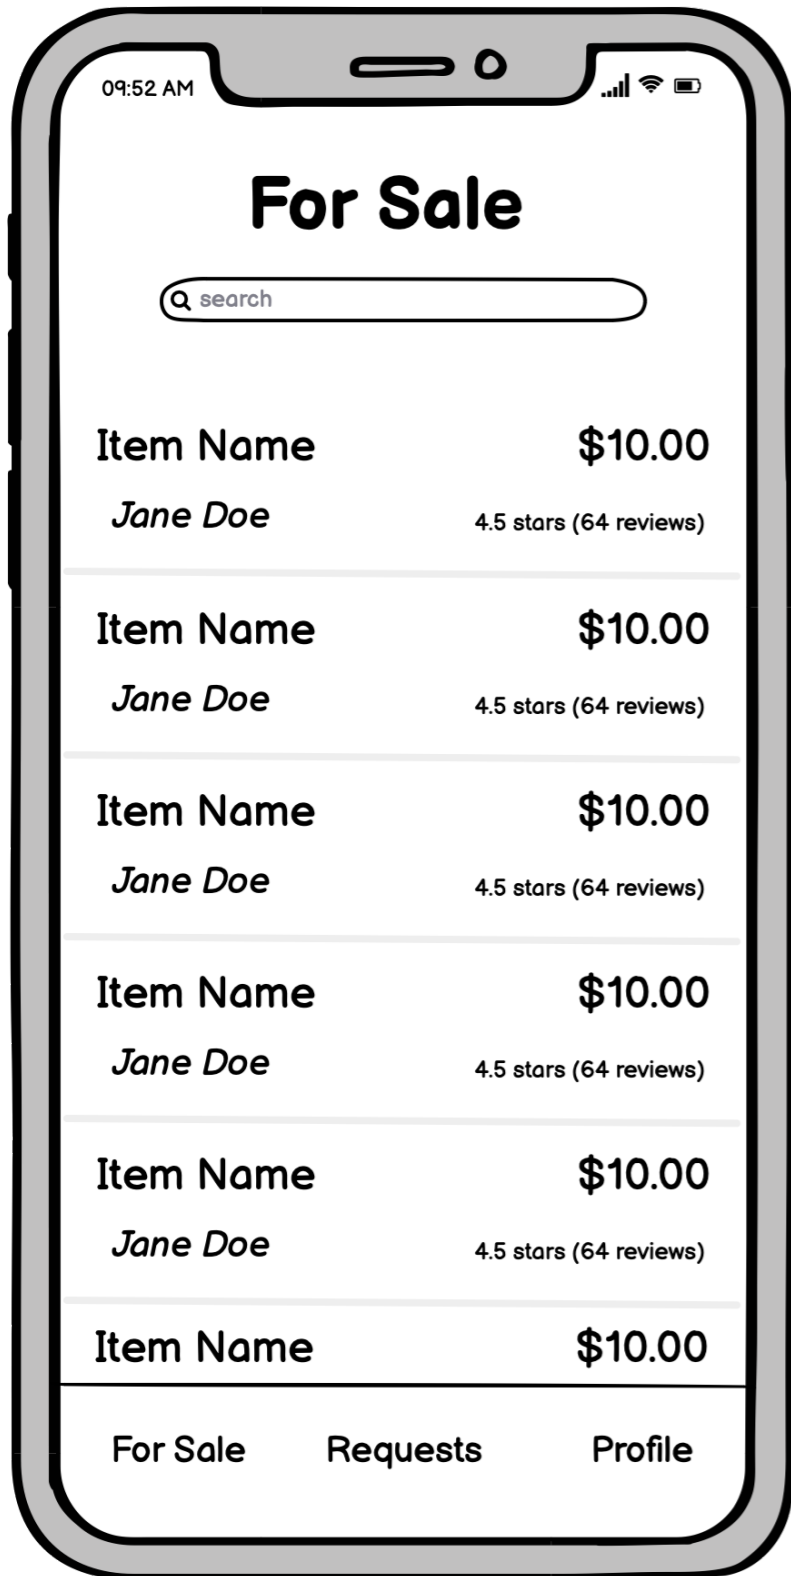 09:52 AM
For Sale
search
Item Name $10.00
Jane Doe 4.5 stars (64 reviews)
Item Name $10.00
Jane Doe 4.5 stars (64 reviews)
Item Name $10.00
Jane Doe 4.5 stars (64 reviews)
Item Name $10.00
Jane Doe 4.5 stars (64 reviews)
Item Name $10.00
Jane Doe 4.5 stars (64 reviews)
Item Name $10.00
For Sale Requests Profile